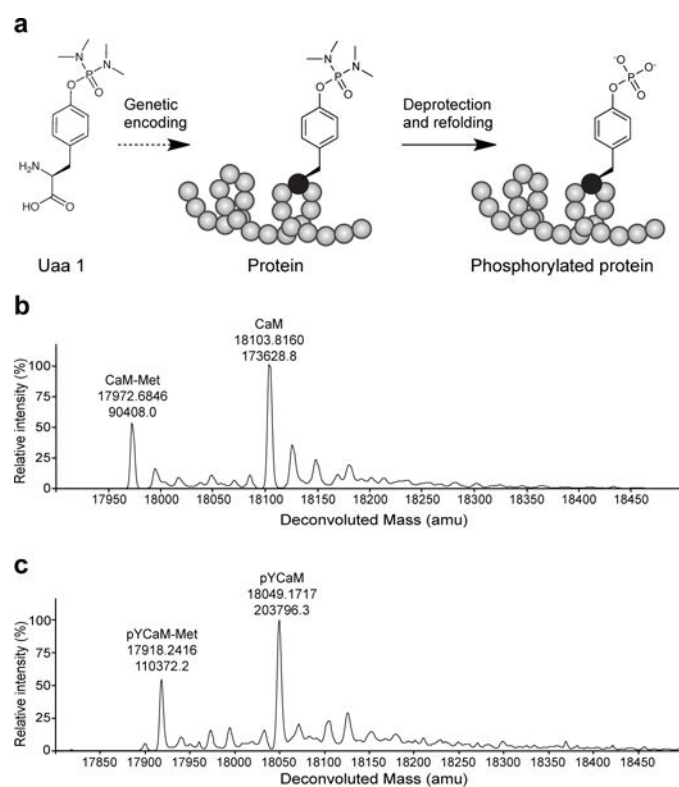 a
N N
O P
O
H2N
HO O
Uaa 1
Genetic
encoding
N N
O P
O
Protein
Deprotection
and refolding
-O O-
O P
O
Phosphorylated protein
b
Relative intensity (%)
100
75
50
25
0
CaM-Met
17972.6846
90408.0
CaM
18103.8160
173628.8
17950 18000 18050 18100 18150 18200 18250 18300 18350 18400 18450
Deconvoluted Mass (amu)
c
Relative intensity (%)
100
75
50
25
0
pYCaM-Met
17918.2416
110372.2
pYCaM
18049.1717
203796.3
17850 17900 17950 18000 18050 18100 18150 18200 18250 18300 18350 18400 18450
Deconvoluted Mass (amu)